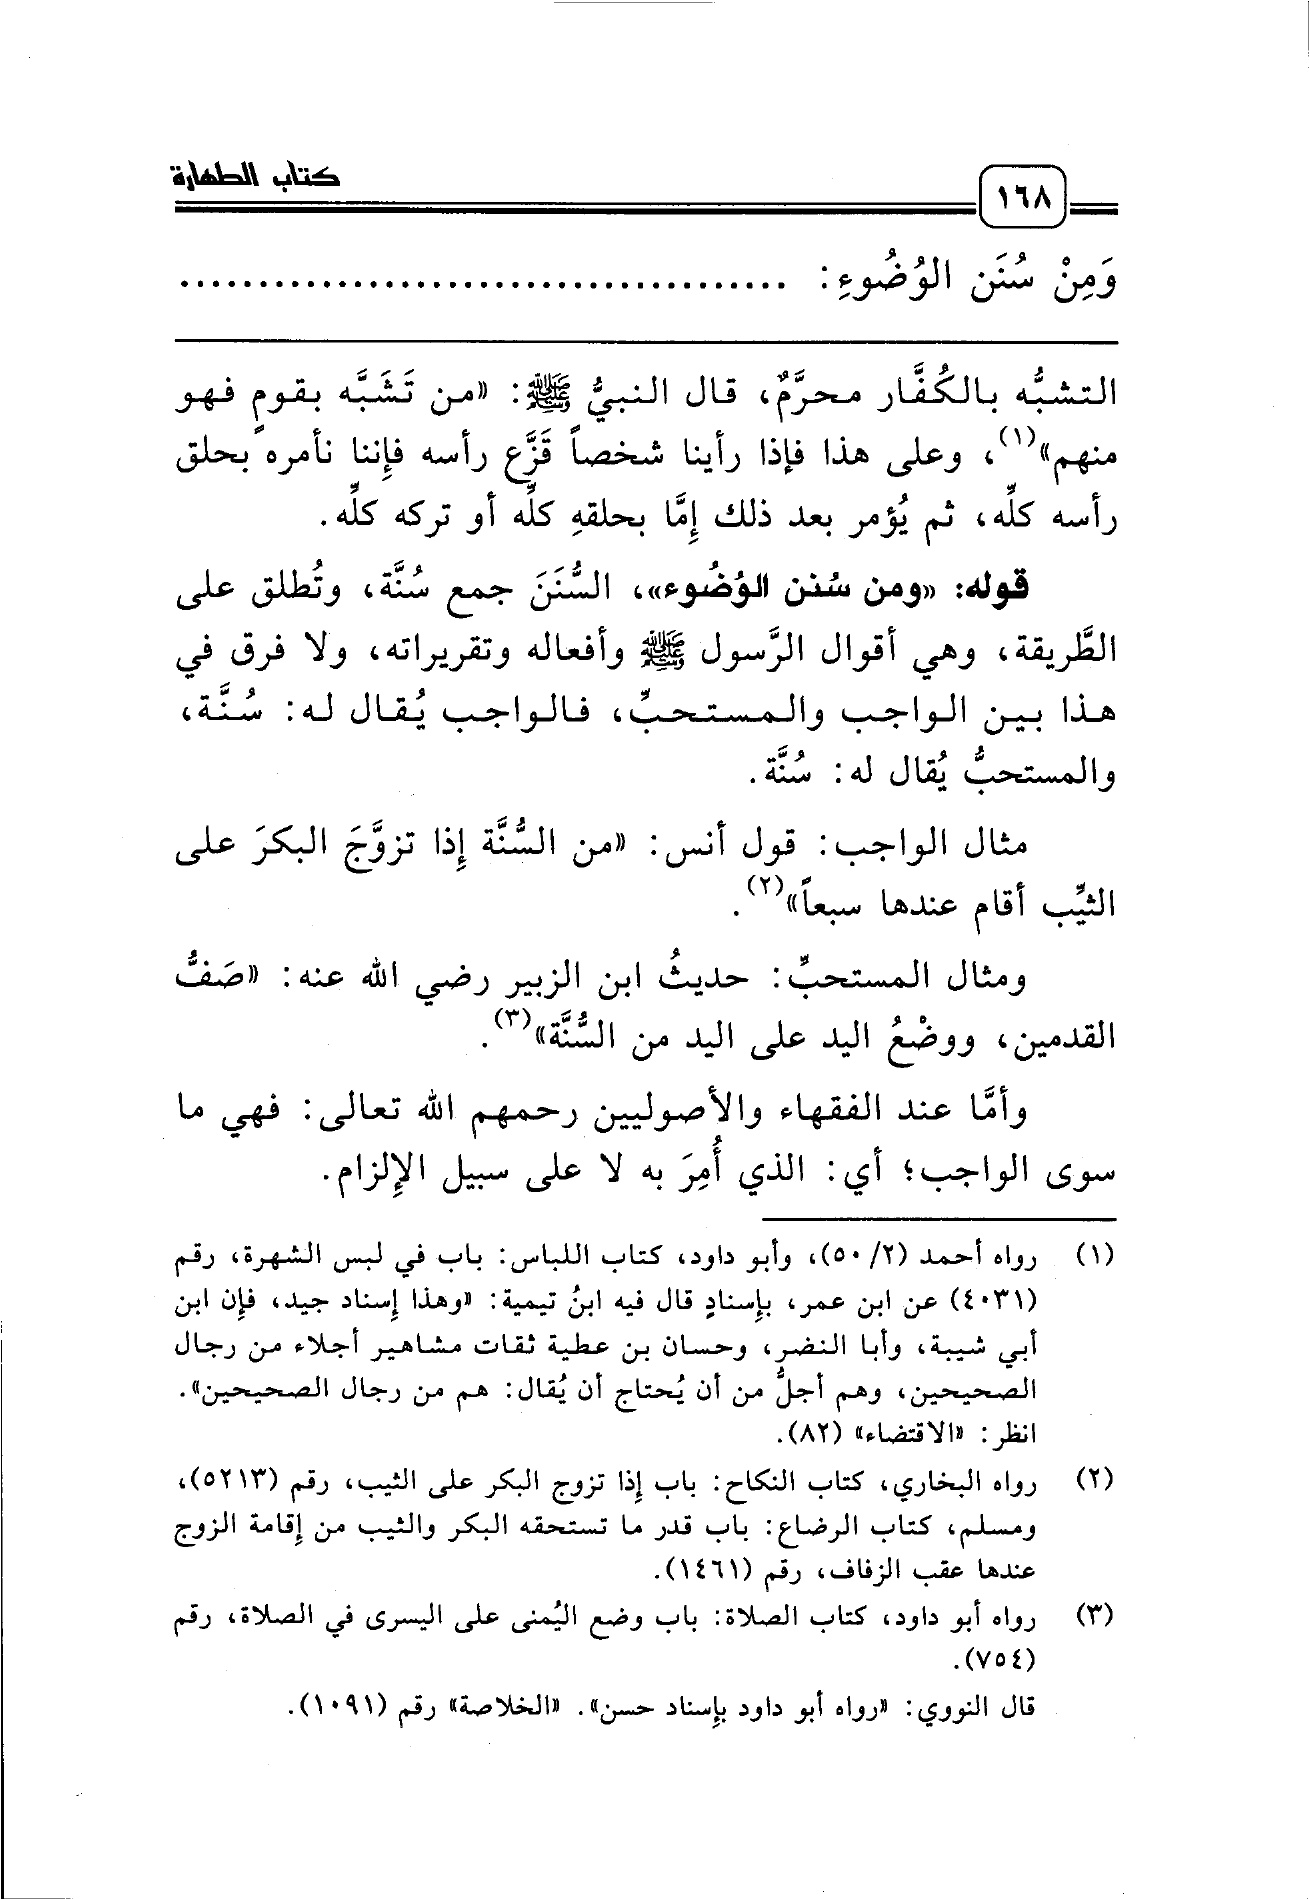 كتاب الطهارة
١٦٨
وَمِنْ سُنَن الوُضُوءِ: .......................................
التشبُّه بالكُفَّار محرَّمٌ، قال النبيُّ ﷺ: «من تَشَبَّه بقومٍ فهو
منهم»(١)، وعلى هذا فإذا رأينا شخصاً قَزَّع رأسه فإننا نأمره بحلق
رأسه كلِّه، ثم يُؤمر بعد ذلك إمَّا بحلقهِ كلِّه أو تركه كلِّه.
قوله: «ومن سُنن الوُضُوء»، السُّنَنَ جمع سُنَّة، وتُطلق على
الطَّريقة، وهي أقوال الرَّسول ﷺ وأفعاله وتقريراته، ولا فرق في
هذا بين الواجب والمستحبِّ، فالواجب يُقال له: سُنَّة،
والمستحبُّ يُقال له: سُنَّة.
مثال الواجب: قول أنس: «من السُّنَّة إذا تزوَّجَ البكرَ على
الثيِّب أقام عندها سبعاً»(٢).
ومثال المستحبِّ: حديثُ ابن الزبير رضي الله عنه: «صَفُّ
القدمين، ووضْعُ اليد على اليد من السُّنَّة»(٣).
وأمَّا عند الفقهاء والأصوليين رحمهم الله تعالى: فهي ما
سوى الواجب؛ أي: الذي أُمِرَ به لا على سبيل الإلزام.
(١) رواه أحمد (٢/ ٥٠)، وأبو داود، كتاب اللباس: باب في لبس الشهرة، رقم
(٤٠٣١) عن ابن عمر، بإسنادٍ قال فيه ابنُ تيمية: «وهذا إسناد جيد، فإن ابن
أبي شيبة، وأبا النضر، وحسان بن عطية ثقات مشاهير أجلاء من رجال
الصحيحين، وهم أجلُّ من أن يُحتاج أن يُقال: هم من رجال الصحيحين».
انظر: «الاقتضاء» (٨٢).
(٢) رواه البخاري، كتاب النكاح: باب إذا تزوج البكر على الثيب، رقم (٥٢١٣)،
ومسلم، كتاب الرضاع: باب قدر ما تستحقه البكر والثيب من إقامة الزوج
عندها عقب الزفاف، رقم (١٤٦١).
(٣) رواه أبو داود، كتاب الصلاة: باب وضع اليُمنى على اليسرى في الصلاة، رقم
(٧٥٤).
قال النووي: «رواه أبو داود بإسناد حسن». «الخلاصة» رقم (١٠٩١).